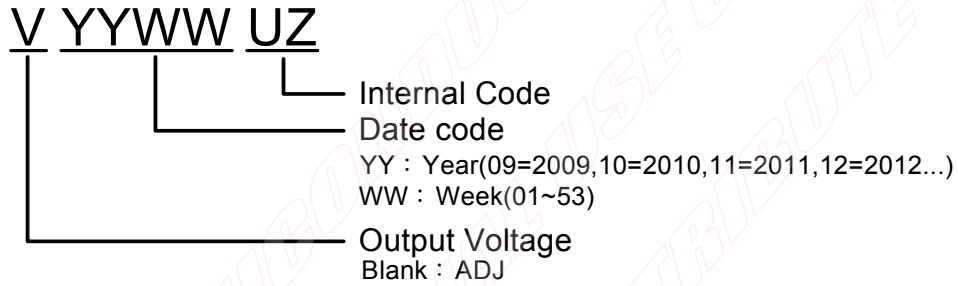 V YYWW UZ
Internal Code
Date code
YY：Year(09=2009,10=2010,11=2011,12=2012...)
WW：Week(01~53)
Output Voltage
Blank：ADJ